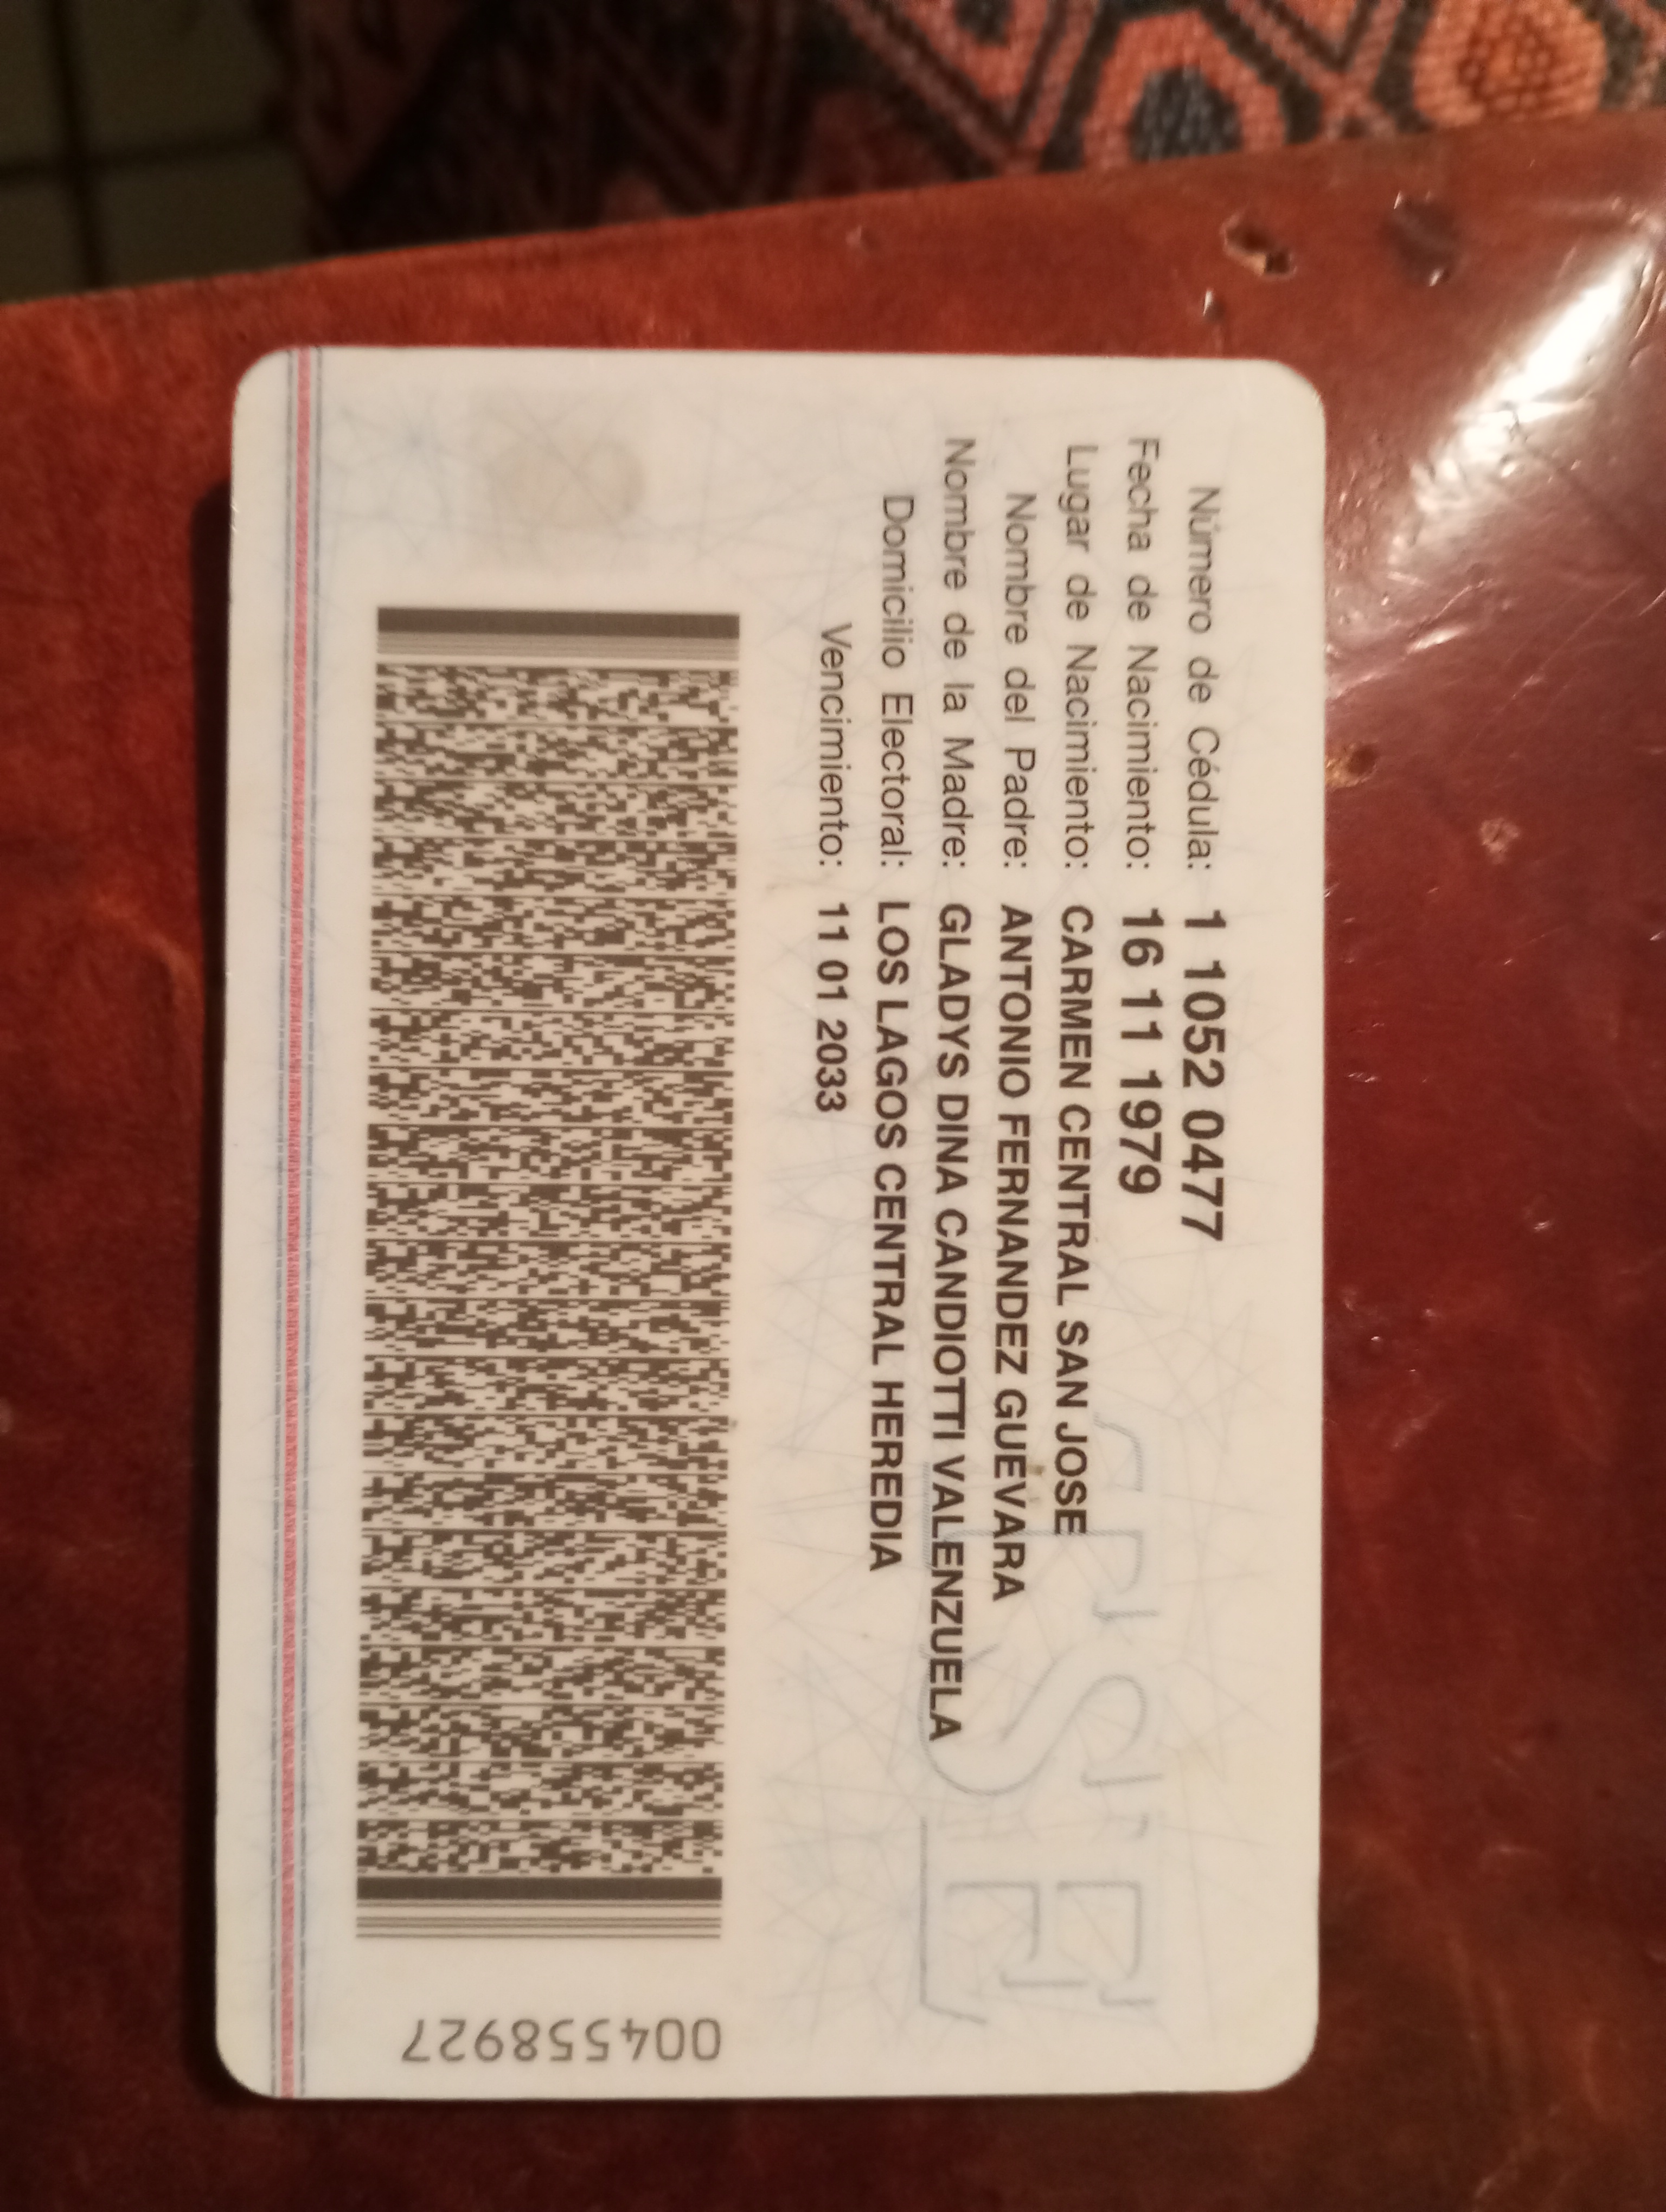 Número de Cédula: 1 1052 0477
Fecha de Nacimiento: 16 11 1979
Lugar de Nacimiento: CARMEN CENTRAL SAN JOSE
Nombre del Padre: ANTONIO FERNANDEZ GUEVARA
Nombre de la Madre: GLADYS DINA CANDIOTTI VALENZUELA
Domicilio Electoral: LOS LAGOS CENTRAL HEREDIA
Vencimiento: 11 01 2033
004558927